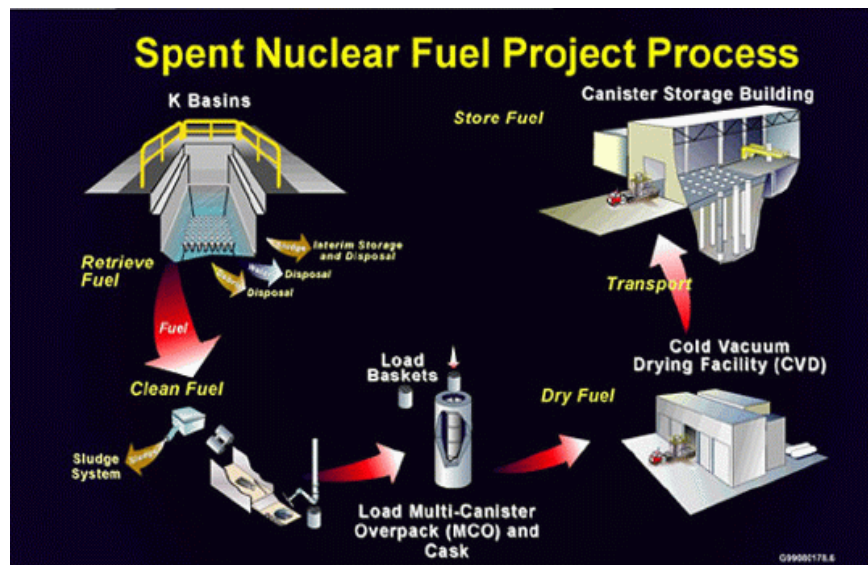 Spent Nuclear Fuel Project Process
K Basins
Canister Storage Building
Store Fuel
Sludge
Interim Storage
and Disposal
Water
Disposal
Debris
Disposal
Retrieve
Fuel
Fuel
Transport
Clean Fuel
Load
Baskets
Cold Vacuum
Drying Facility (CVD)
Dry Fuel
Sludge
System
Sludge
Load Multi-Canister
Overpack (MCO) and
Cask